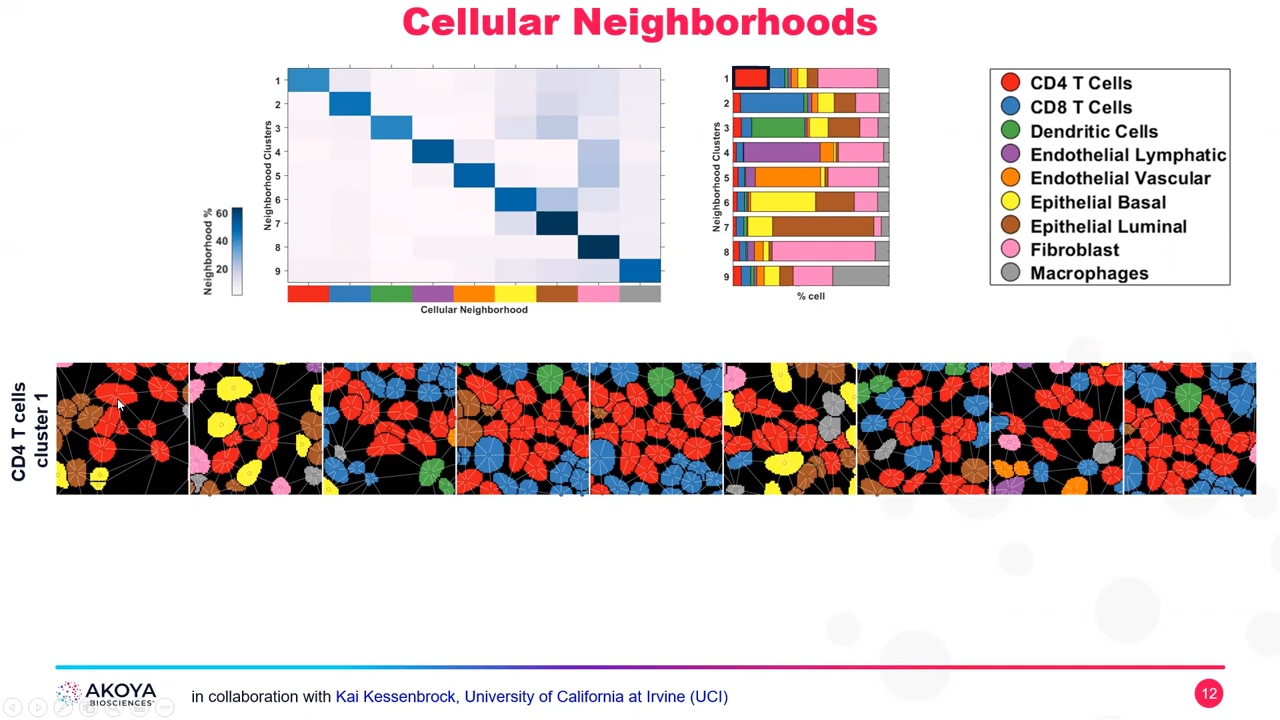 Cellular Neighborhoods
Neighborhood %
60
40
20
Neighborhood Clusters
1
2
3
4
5
6
7
8
9
Cellular Neighborhood
Neighborhood Clusters
1
2
3
4
5
6
7
8
9
% cell
CD4 T Cells
CD8 T Cells
Dendritic Cells
Endothelial Lymphatic
Endothelial Vascular
Epithelial Basal
Epithelial Luminal
Fibroblast
Macrophages
CD4 T cells
cluster 1
AKOYA
BIOSCIENCES
in collaboration with Kai Kessenbrock, University of California at Irvine (UCI)
12